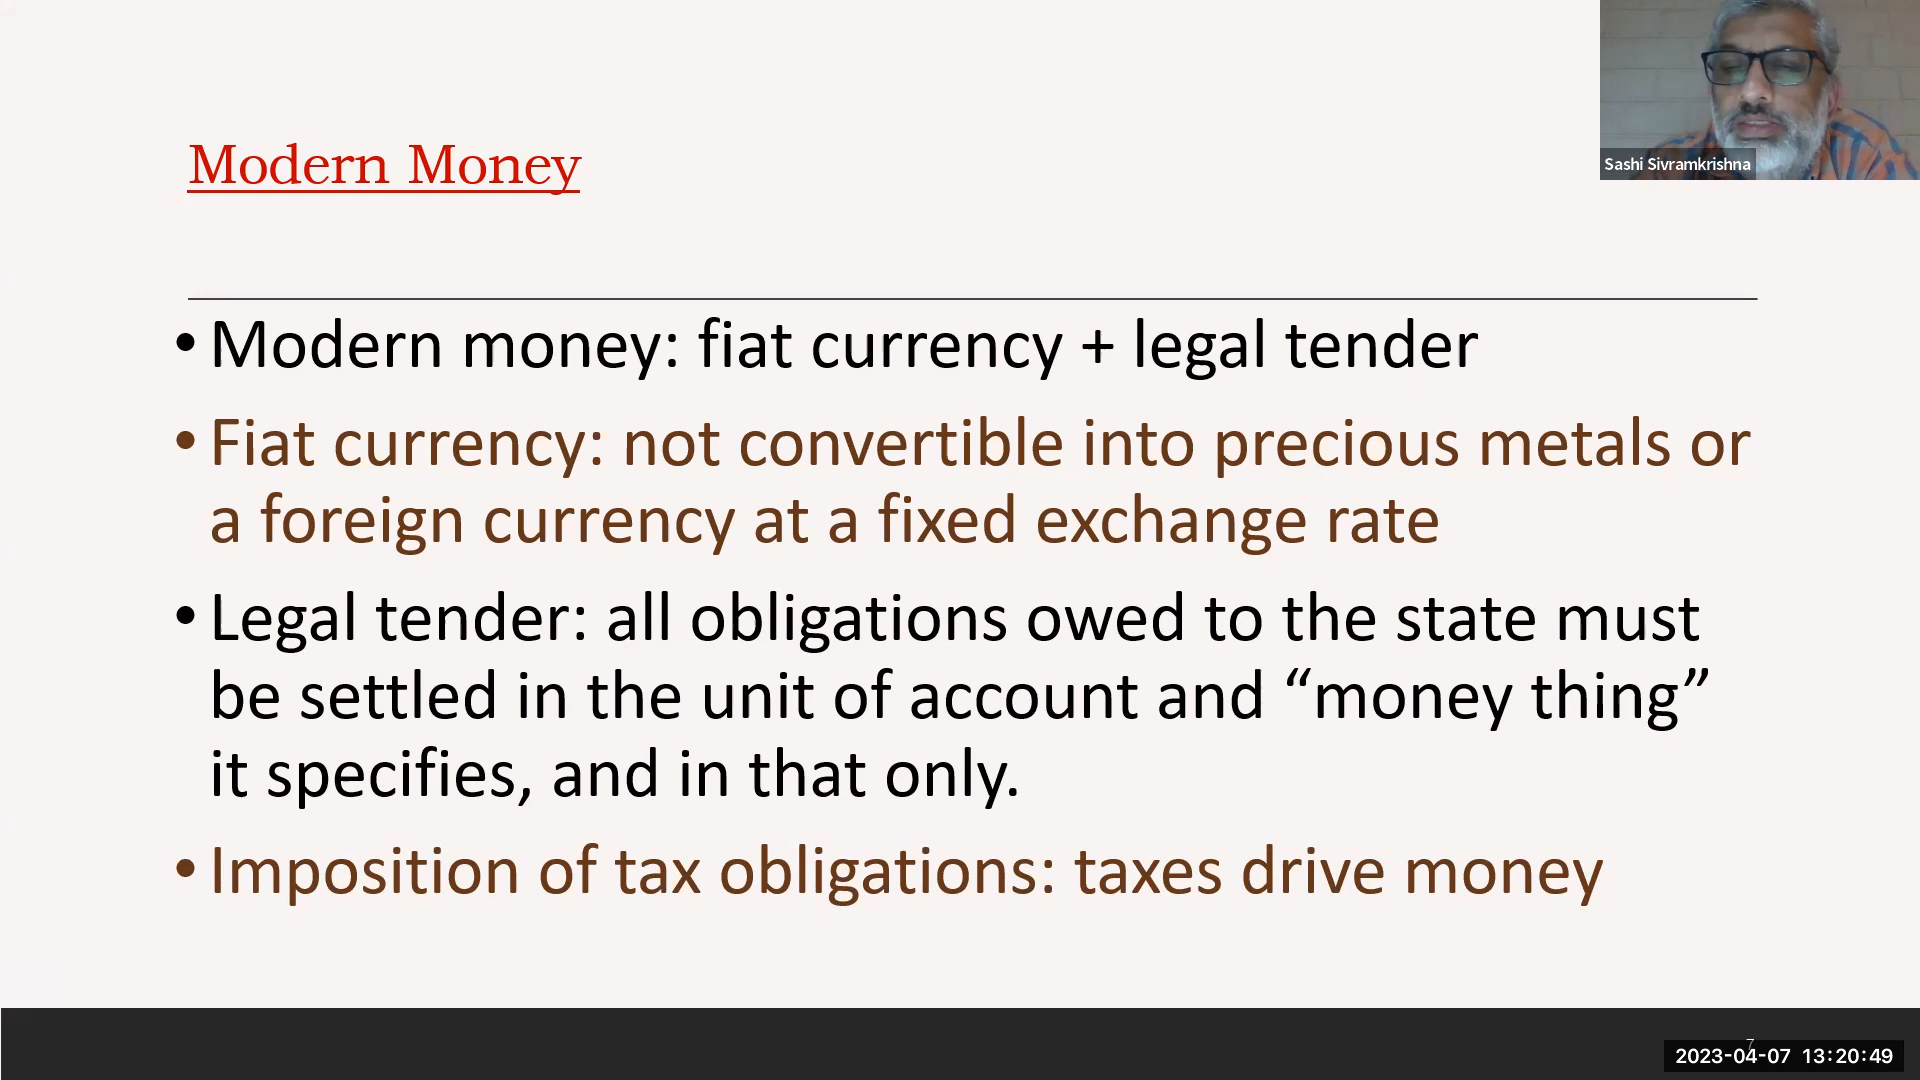 Modern Money
Sashi Sivramkrishna
• Modern money: fiat currency + legal tender
• Fiat currency: not convertible into precious metals or
a foreign currency at a fixed exchange rate
• Legal tender: all obligations owed to the state must
be settled in the unit of account and “money thing”
it specifies, and in that only.
• Imposition of tax obligations: taxes drive money
7
2023-04-07 13:20:49